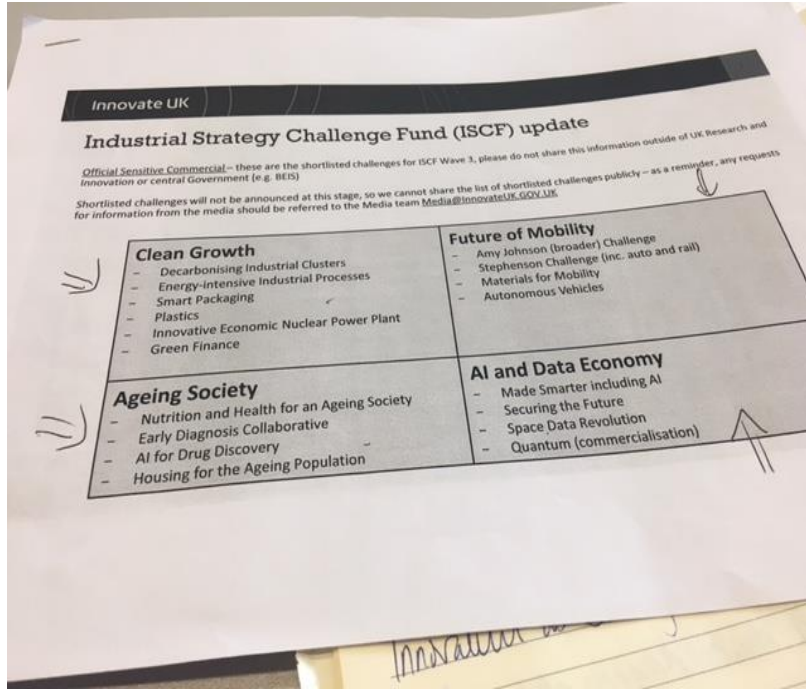 Innovate UK
Industrial Strategy Challenge Fund (ISCF) update
Official Sensitive Commercial – these are the shortlisted challenges for ISCF Wave 3, please do not share this information outside of UK Research and
Innovation or central Government (e.g. BEIS)
Shortlisted challenges will not be announced at this stage, so we cannot share the list of shortlisted challenges publicly – as a reminder, any requests
for information from the media should be referred to the Media team Media@InnovateUK.GOV.UK
Clean Growth
- Decarbonising Industrial Clusters
- Energy-intensive Industrial Processes
- Smart Packaging
- Plastics
- Innovative Economic Nuclear Power Plant
- Green Finance
Future of Mobility
- Amy Johnson (broader) Challenge
- Stephenson Challenge (inc. auto and rail)
- Materials for Mobility
- Autonomous Vehicles
Ageing Society
- Nutrition and Health for an Ageing Society
- Early Diagnosis Collaborative
- AI for Drug Discovery
- Housing for the Ageing Population
AI and Data Economy
- Made Smarter including AI
- Securing the Future
- Space Data Revolution
- Quantum (commercialisation)